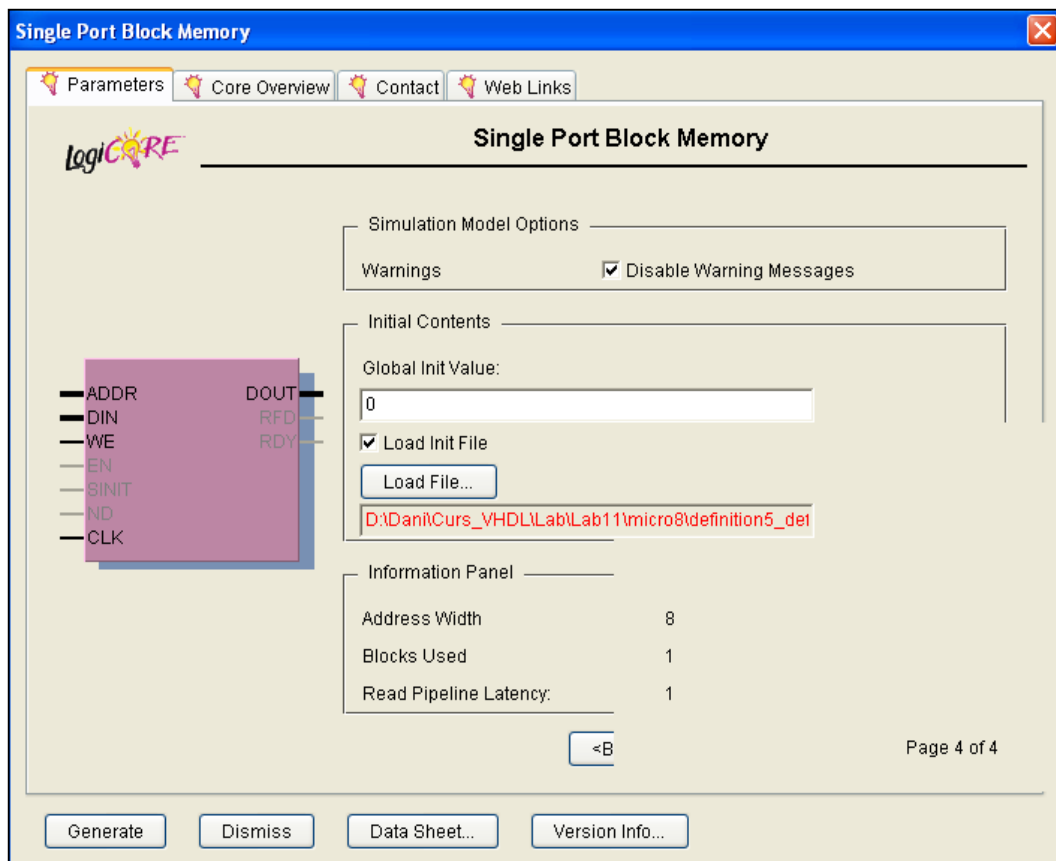 Single Port Block Memory
Parameters Core Overview Contact Web Links
LogiCORE
Single Port Block Memory
Simulation Model Options
Warnings Disable Warning Messages
Initial Contents
Global Init Value:
0
Load Init File
Load File...
D:\Dani\Curs_VHDL\Lab\Lab11\micro8\definition5_def
ADDR DOUT
DIN RFD
WE RDY
EN
SINIT
ND
CLK
Information Panel
Address Width 8
Blocks Used 1
Read Pipeline Latency: 1
<B
Page 4 of 4
Generate Dismiss Data Sheet... Version Info...